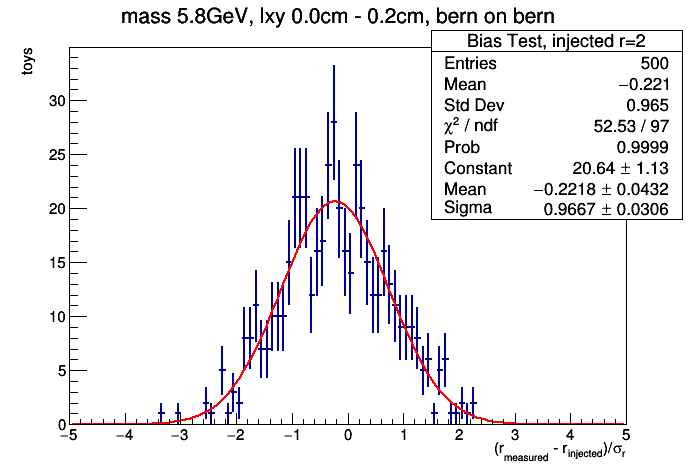 mass 5.8GeV, lxy 0.0cm - 0.2cm, bern on bern
Bias Test, injected r=2
Entries 500
Mean −0.221
Std Dev 0.965
χ² / ndf 52.53 / 97
Prob 0.9999
Constant 20.64 ± 1.13
Mean −0.2218 ± 0.0432
Sigma 0.9667 ± 0.0306
toys
30
25
20
15
10
5
0
−5 −4 −3 −2 −1 0 1 2 3 4 5
(r_measured - r_injected)/σ_r